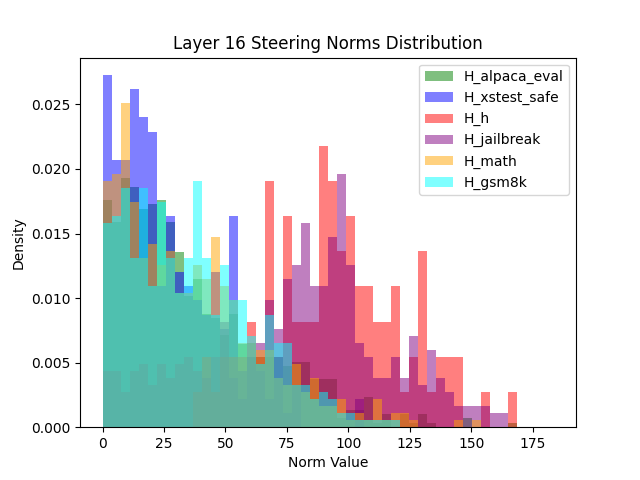 Layer 16 Steering Norms Distribution
H_alpaca_eval
H_xstest_safe
H_h
H_jailbreak
H_math
H_gsm8k
Density
0.025
0.020
0.015
0.010
0.005
0.000
0 25 50 75 100 125 150 175
Norm Value